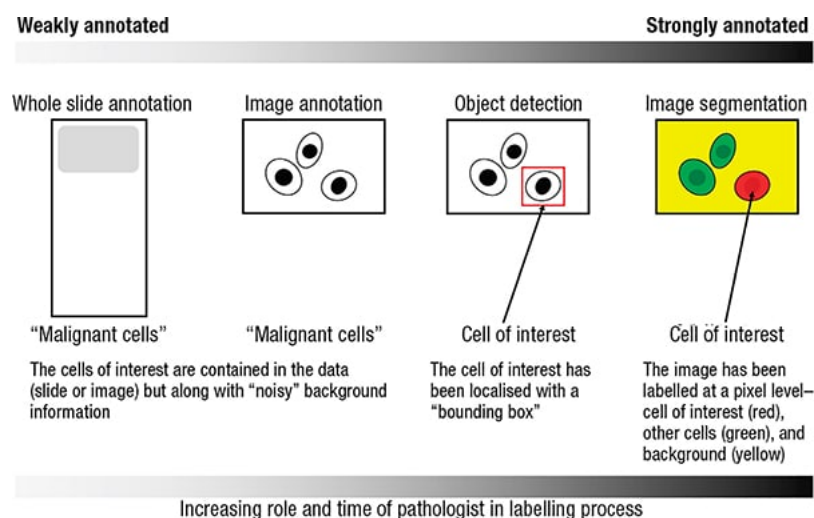 Weakly annotated
Strongly annotated
Whole slide annotation
Image annotation
Object detection
Image segmentation
“Malignant cells”
“Malignant cells”
Cell of interest
Cell of interest
The cells of interest are contained in the data
(slide or image) but along with “noisy” background
information
The cell of interest has
been localised with a
“bounding box”
The image has been
labelled at a pixel level–
cell of interest (red),
other cells (green), and
background (yellow)
Increasing role and time of pathologist in labelling process